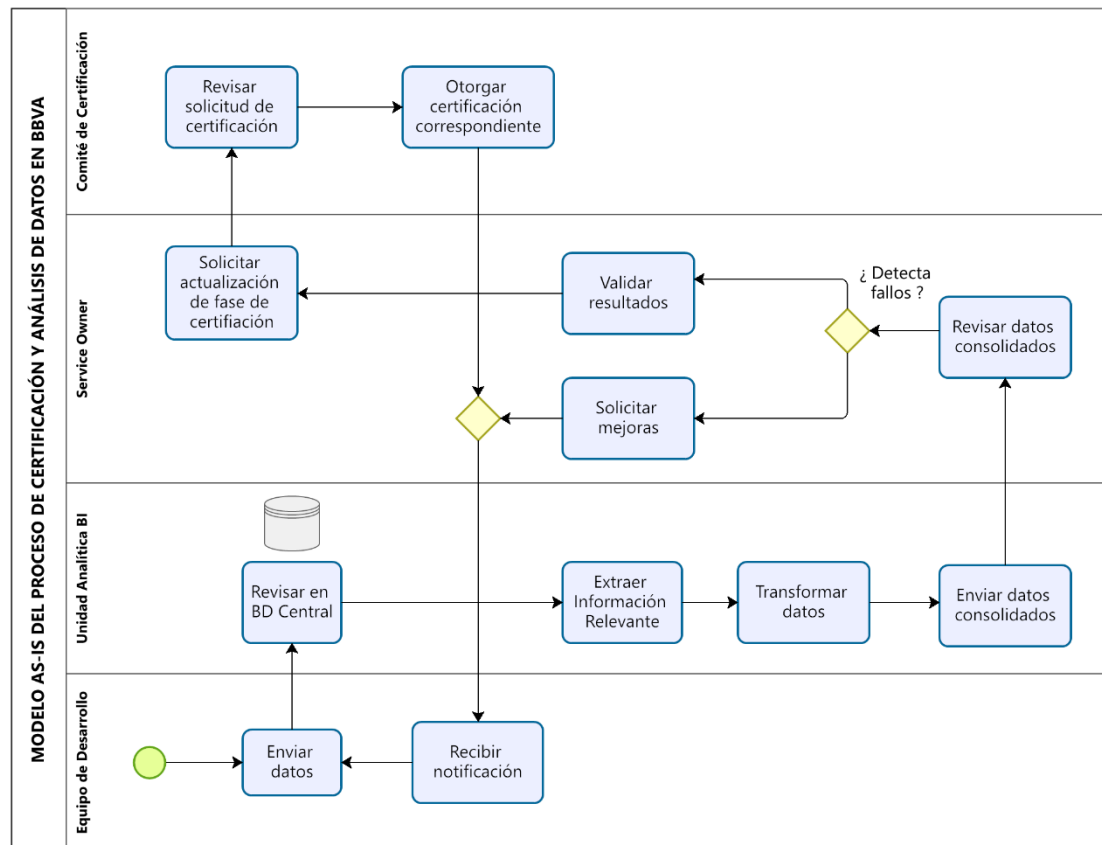 MODELO AS-IS DEL PROCESO DE CERTIFICACIÓN Y ANÁLISIS DE DATOS EN BBVA
Comité de Certificación
Revisar
solicitud de
certificación
Otorgar
certificación
correspondiente
Service Owner
Solicitar
actualización
de fase de
certifiación
Validar
resultados
¿ Detecta
fallos ?
Revisar datos
consolidados
Solicitar
mejoras
Unidad Analítica BI
Revisar en
BD Central
Extraer
Información
Relevante
Transformar
datos
Enviar datos
consolidados
Equipo de Desarrollo
Enviar
datos
Recibir
notificación